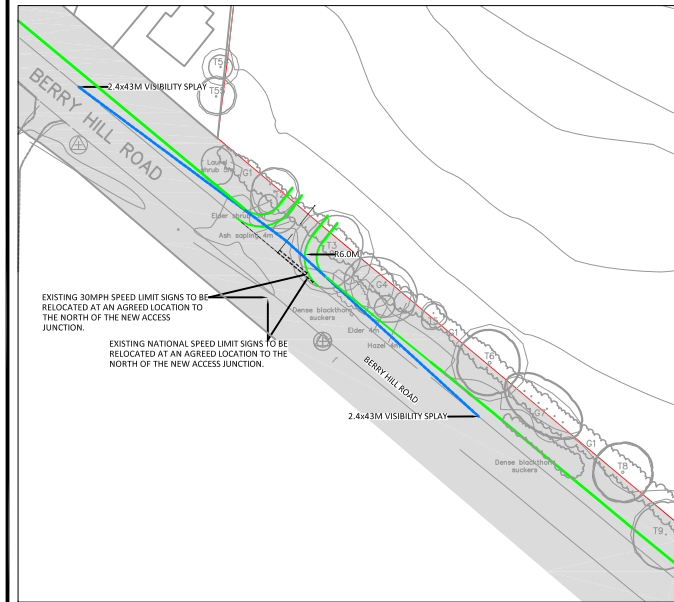 T54
T55
2.4x43M VISIBILITY SPLAY
BERRY HILL ROAD
Laurel
shrub 3m
G1
Elder shrub
Ash sapling 4m
T3
R6.0M
G4
EXISTING 30MPH SPEED LIMIT SIGNS TO BE
RELOCATED AT AN AGREED LOCATION TO
THE NORTH OF THE NEW ACCESS
JUNCTION.
Dense blackthorn
suckers
Elder 4m
Hazel 4m
T5
G1
EXISTING NATIONAL SPEED LIMIT SIGNS TO BE
RELOCATED AT AN AGREED LOCATION TO THE
NORTH OF THE NEW ACCESS JUNCTION.
T6
BERRY HILL ROAD
G7
2.4x43M VISIBILITY SPLAY
G1
Dense blackthorn
suckers
T8
T9